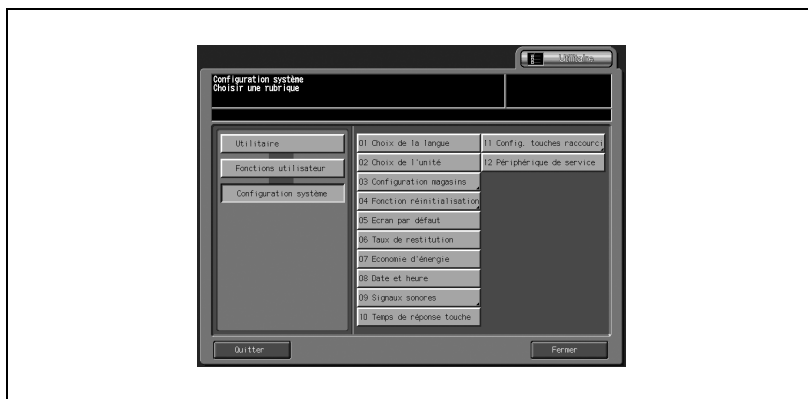 Utilitaire
Configuration système
Choisir une rubrique
Utilitaire
Fonctions utilisateur
Configuration système
01 Choix de la langue
02 Choix de l'unité
03 Configuration magasins
04 Fonction réinitialisation
05 Ecran par défaut
06 Taux de restitution
07 Economie d'énergie
08 Date et heure
09 Signaux sonores
10 Temps de réponse touche
11 Config. touches raccourci
12 Périphérique de service
Quitter
Fermer